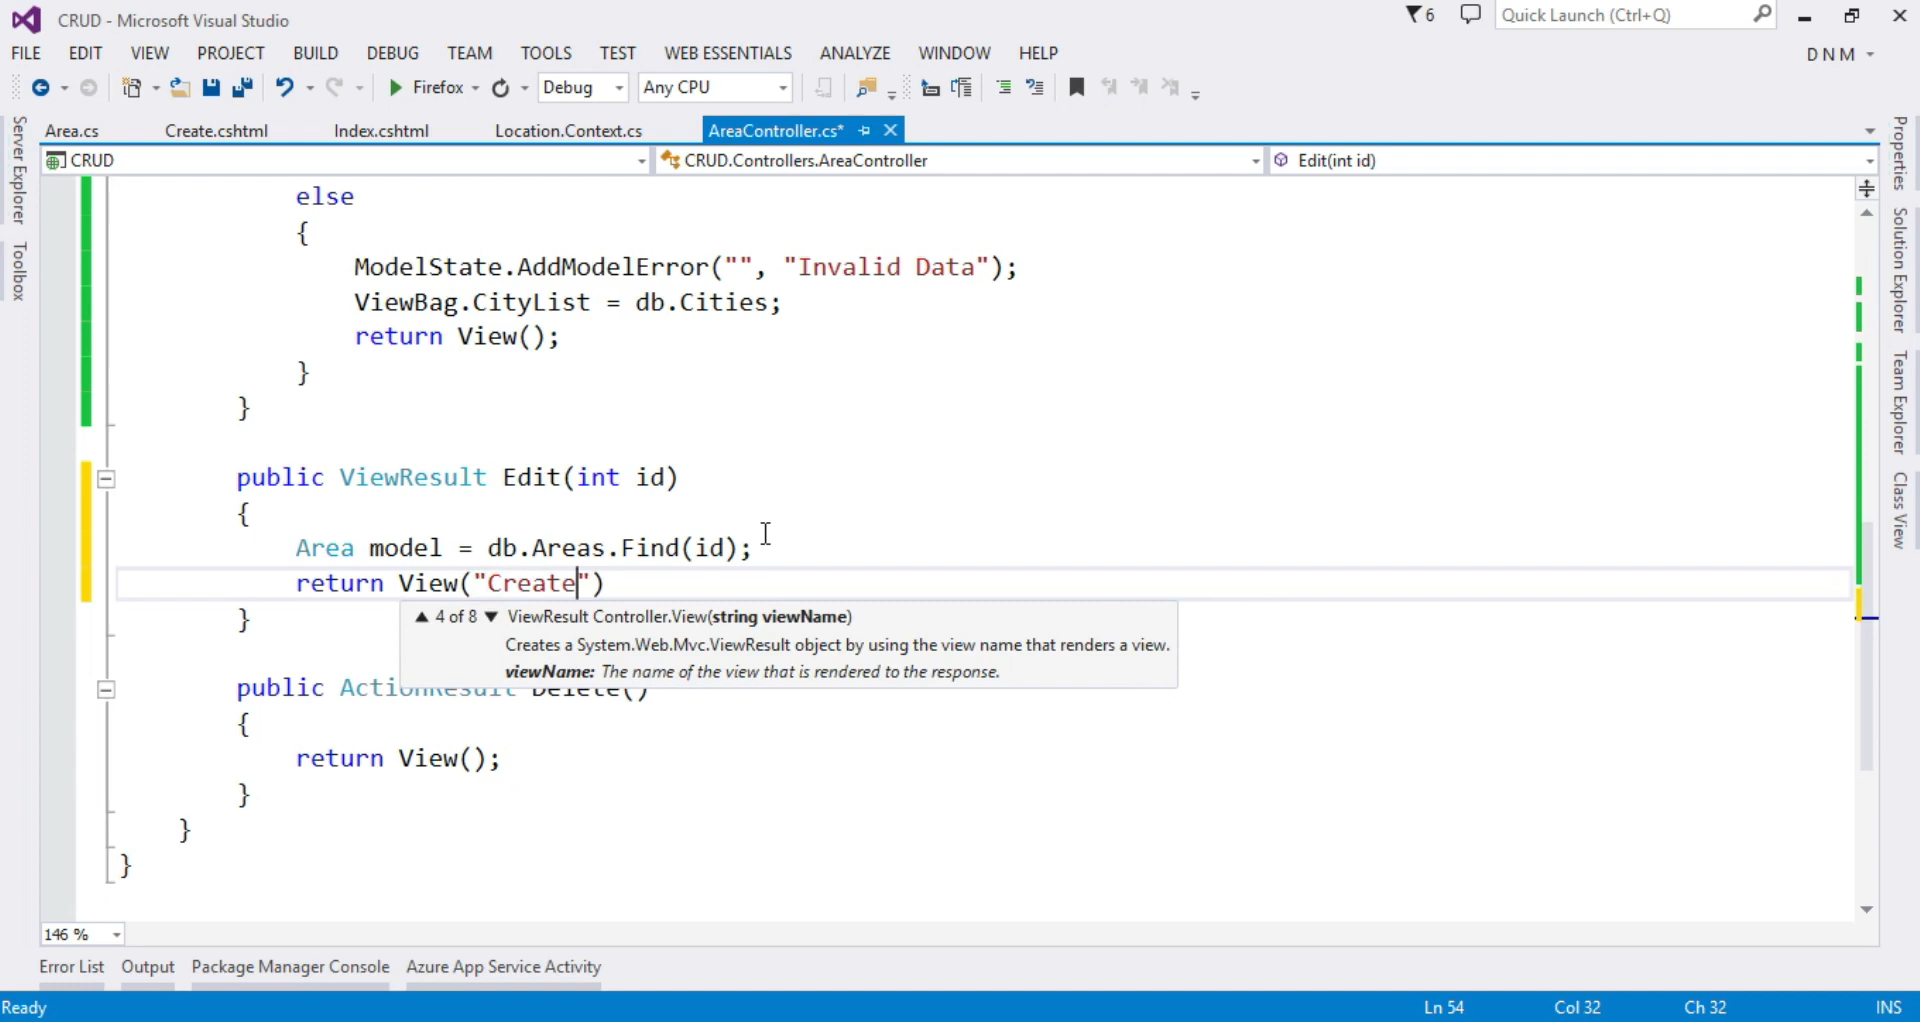 CRUD - Microsoft Visual Studio
6
Quick Launch (Ctrl+Q)
FILE EDIT VIEW PROJECT BUILD DEBUG TEAM TOOLS TEST WEB ESSENTIALS ANALYZE WINDOW HELP
D N M
Firefox Debug Any CPU
Server Explorer
Toolbox
Area.cs Create.cshtml Index.cshtml Location.Context.cs AreaController.cs*
CRUD CRUD.Controllers.AreaController Edit(int id)
else
{
ModelState.AddModelError("", "Invalid Data");
ViewBag.CityList = db.Cities;
return View();
}
}
public ViewResult Edit(int id)
{
Area model = db.Areas.Find(id);
return View("Create")
4 of 8 ViewResult Controller.View(string viewName)
Creates a System.Web.Mvc.ViewResult object by using the view name that renders a view.
viewName: The name of the view that is rendered to the response.
}
public ActionResult Delete()
{
return View();
}
}
}
Properties
Solution Explorer
Team Explorer
Class View
146 %
Error List Output Package Manager Console Azure App Service Activity
Ready Ln 54 Col 32 Ch 32 INS